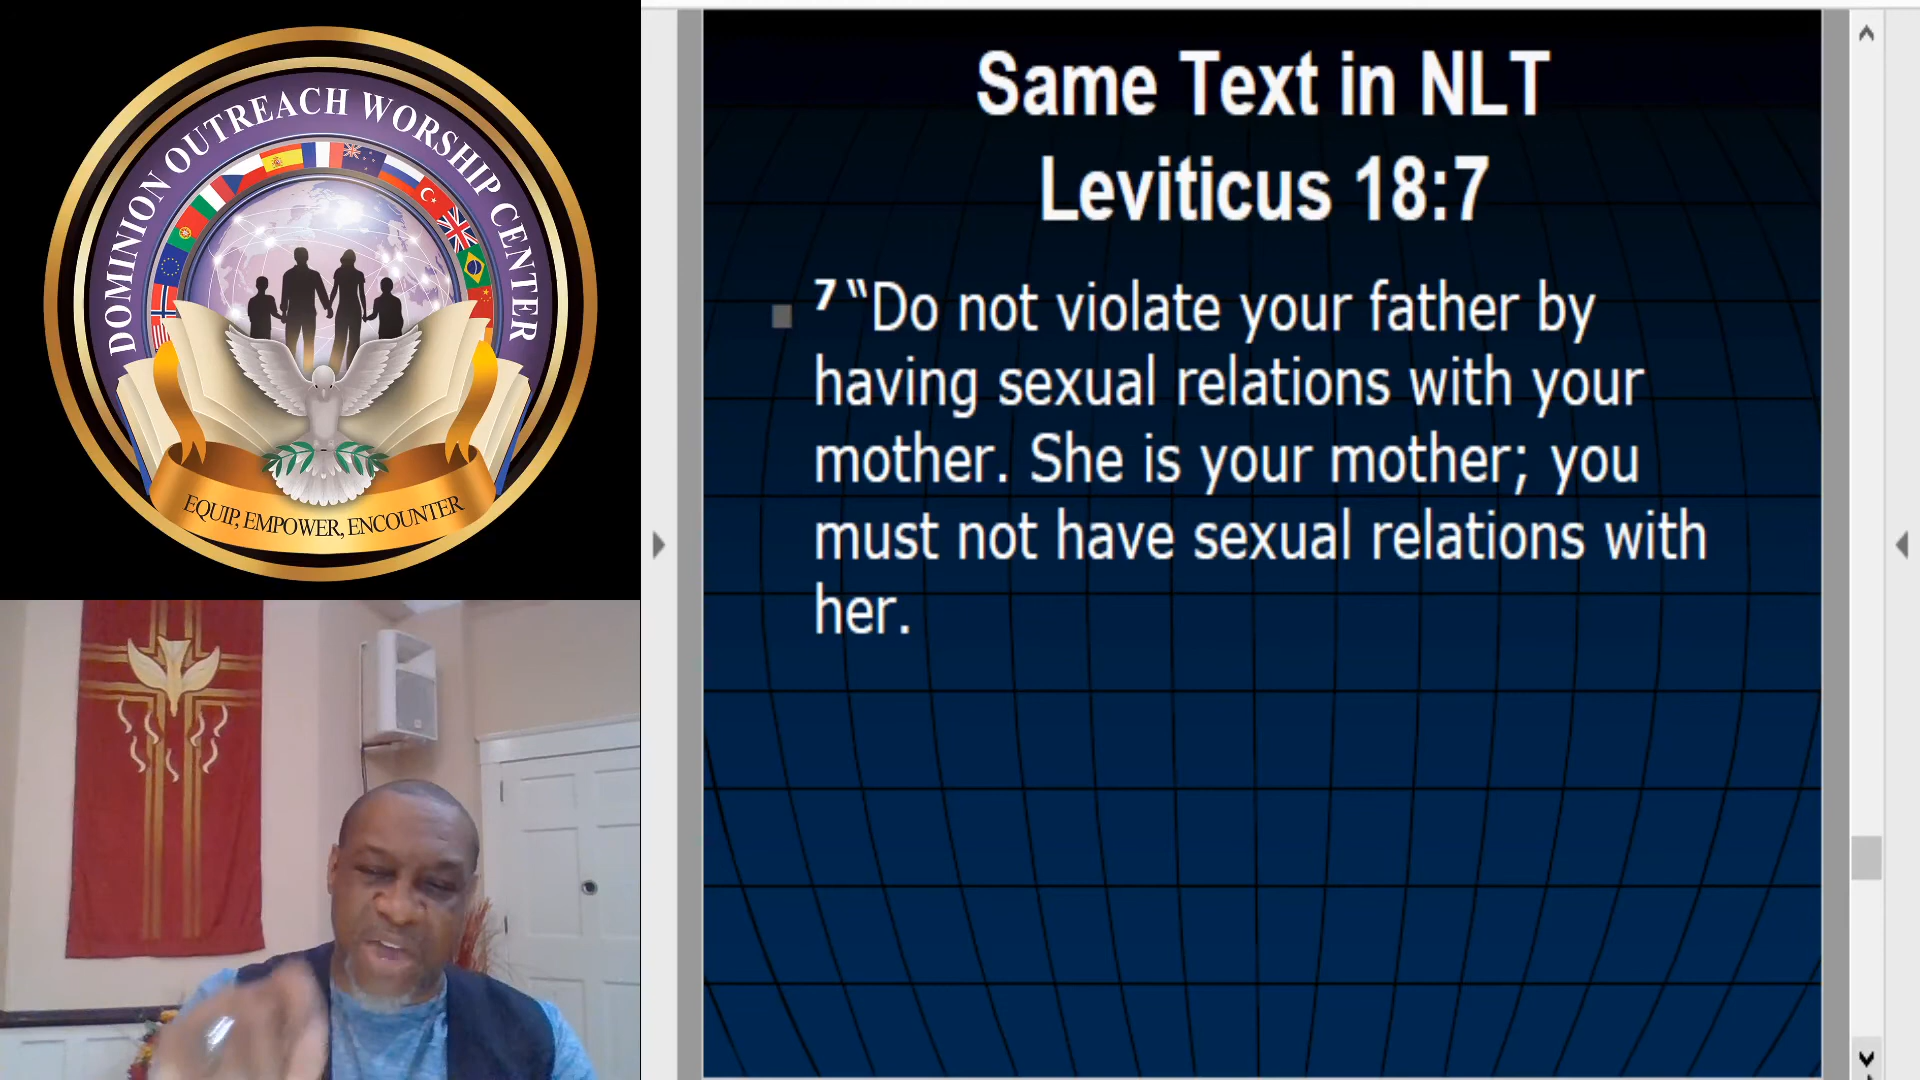 DOMINION OUTREACH WORSHIP CENTER
EQUIP, EMPOWER, ENCOUNTER
Same Text in NLT
Leviticus 18:7
7 “Do not violate your father by
having sexual relations with your
mother. She is your mother; you
must not have sexual relations with
her.